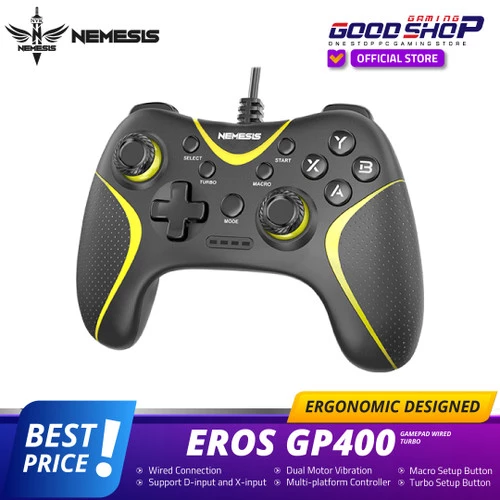 NEMESIS
NYK
NEMESIS
GAMING
GOODSHOP
ONE STOP PC GAMING STORE
OFFICIAL STORE
NEMESIS
SELECT
START
TURBO
MACRO
MODE
Y
X
B
A
ERGONOMIC DESIGNED
BEST PRICE!
EROS GP400
GAMEPAD WIRED
TURBO
• Wired Connection
• Support D-input and X-input
• Dual Motor Vibration
• Multi-platform Controller
• Macro Setup Button
• Turbo Setup Button